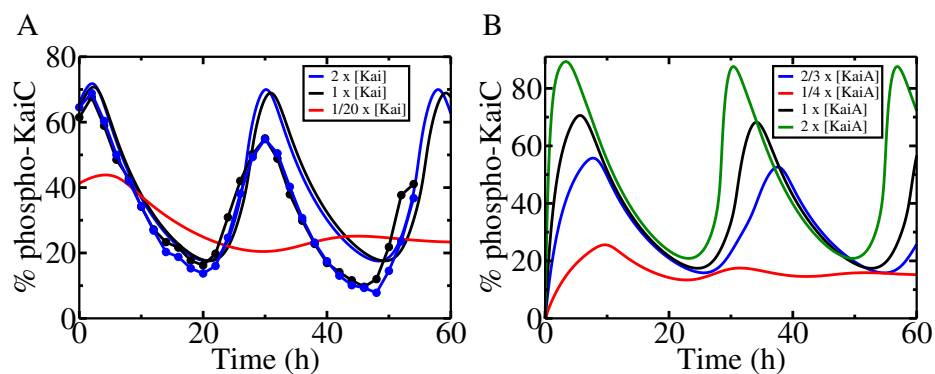 A
% phospho-KaiC
80
60
40
20
0
2 x [Kai]
1 x [Kai]
1/20 x [Kai]
0 20 40 60
Time (h)
B
% phospho-KaiC
80
60
40
20
0
2/3 x [KaiA]
1/4 x [KaiA]
1 x [KaiA]
2 x [KaiA]
0 20 40 60
Time (h)